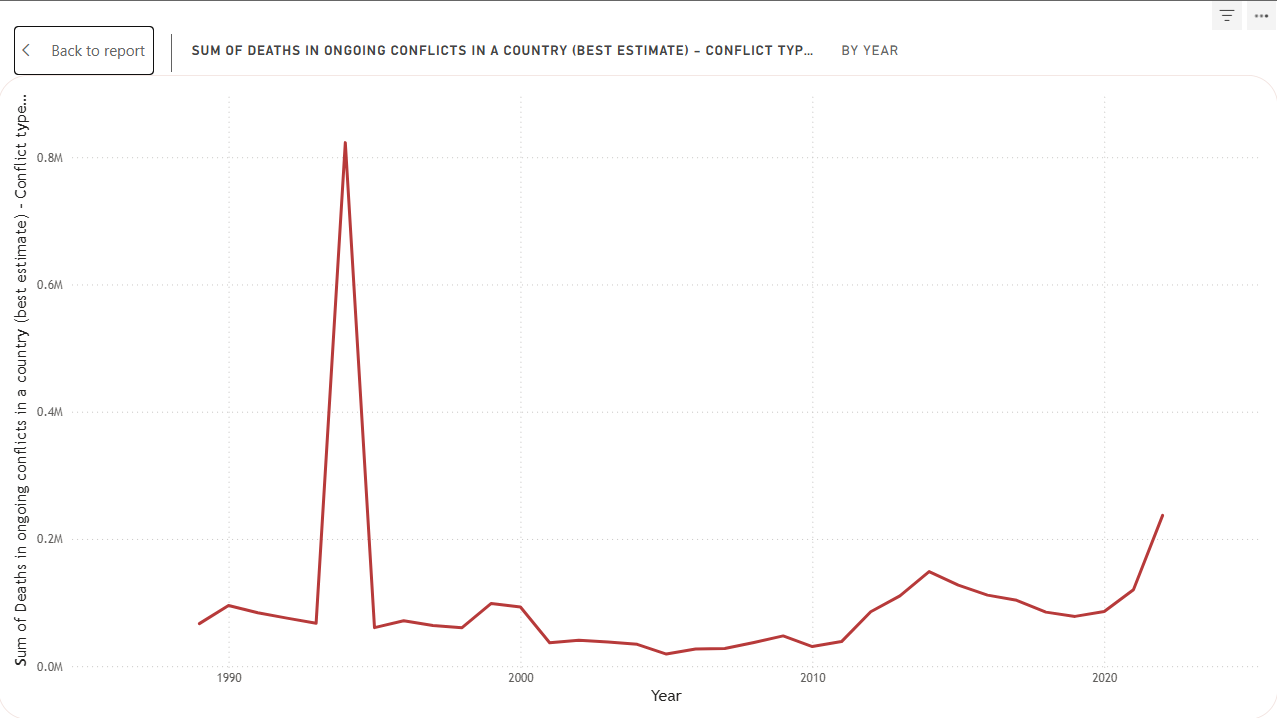 Back to report
SUM OF DEATHS IN ONGOING CONFLICTS IN A COUNTRY (BEST ESTIMATE) – CONFLICT TYP...
BY YEAR
Sum of Deaths in ongoing conflicts in a country (best estimate) - Conflict type...
0.8M
0.6M
0.4M
0.2M
0.0M
1990
2000
2010
2020
Year